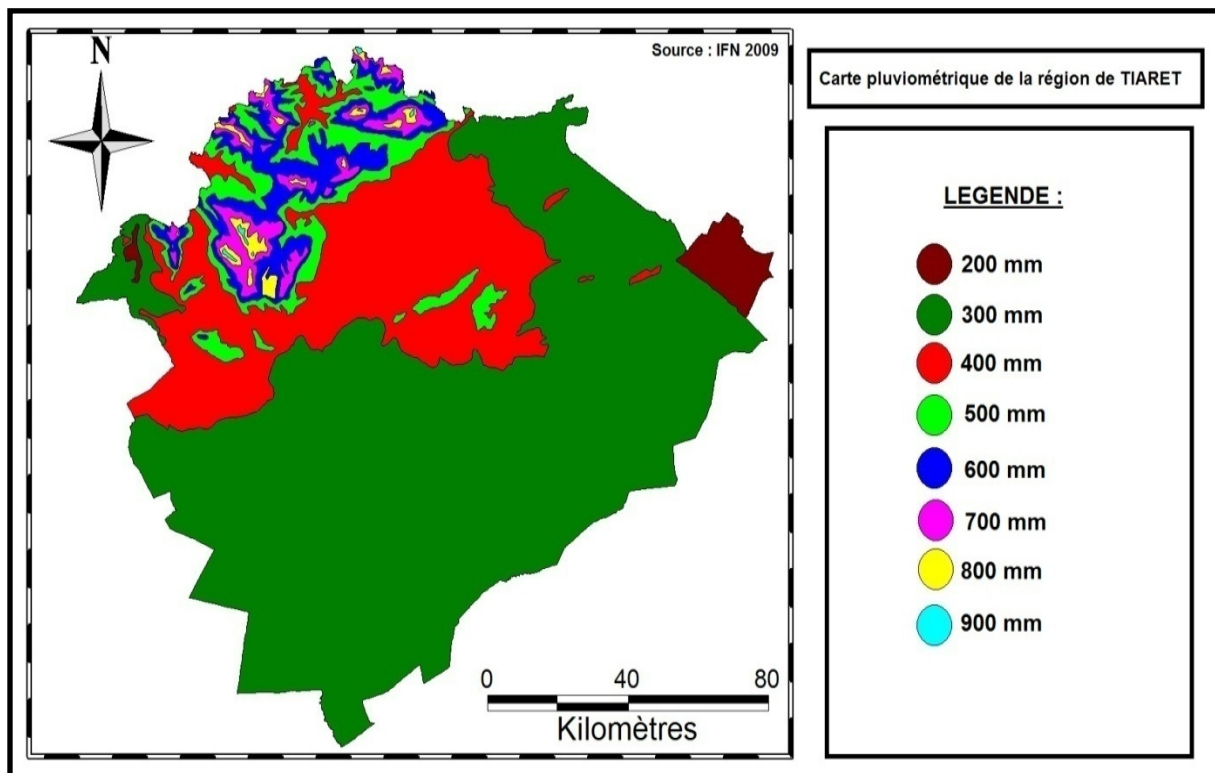 N
Source : IFN 2009
Carte pluviométrique de la région de TIARET
LEGENDE :
200 mm
300 mm
400 mm
500 mm
600 mm
700 mm
800 mm
900 mm
0 40 80
Kilomètres